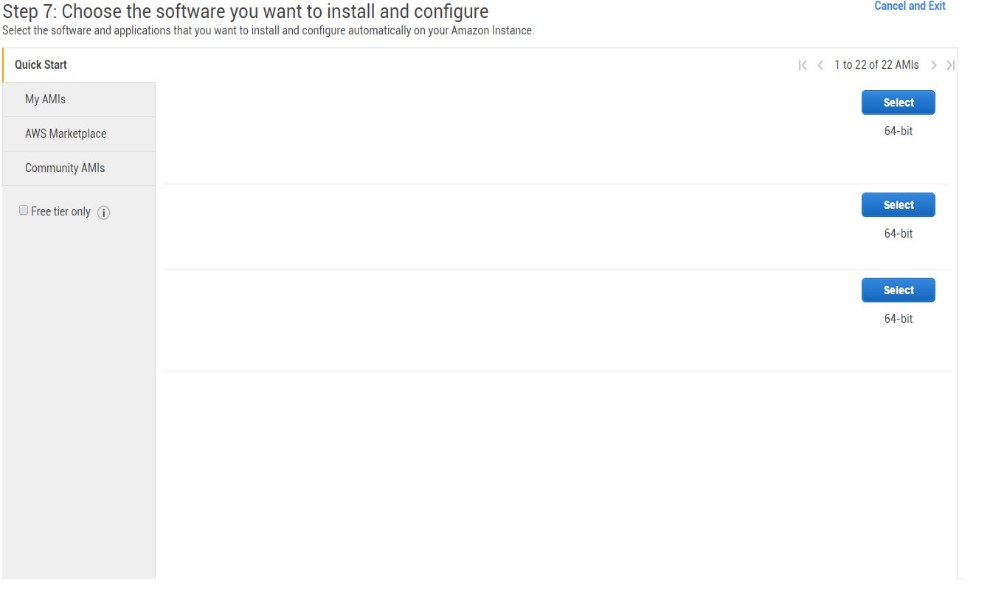 Step 7: Choose the software you want to install and configure
Cancel and Exit
Select the software and applications that you want to install and configure automatically on your Amazon Instance.
Quick Start
1 to 22 of 22 AMIs
My AMIs
Select
64-bit
AWS Marketplace
Community AMIs
Free tier only
Select
64-bit
Select
64-bit